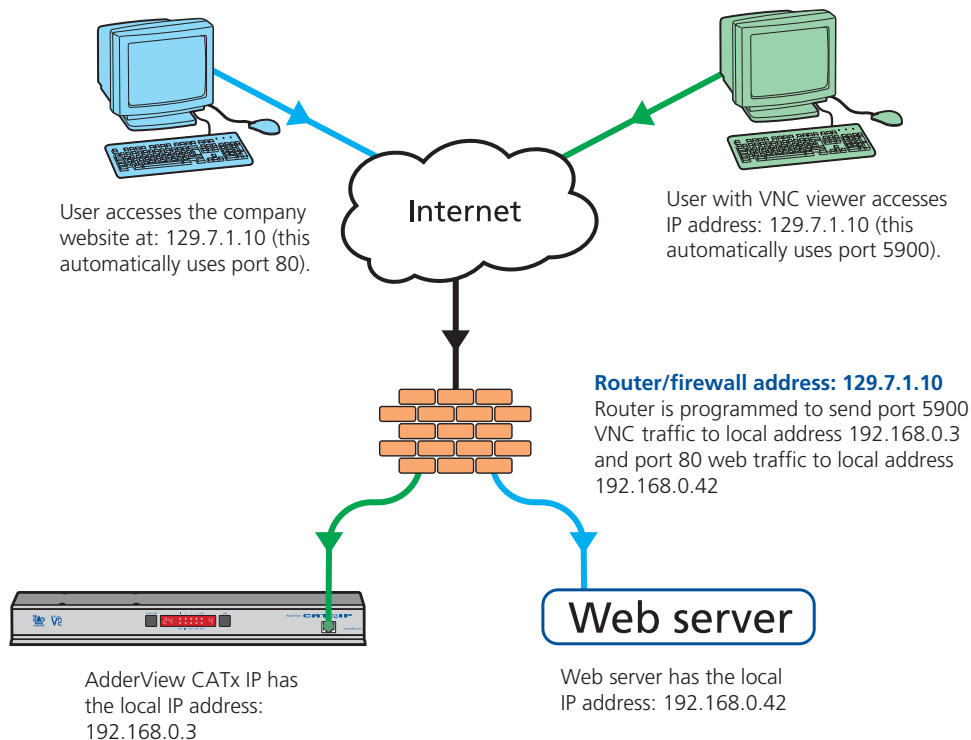 Internet
User accesses the company
website at: 129.7.1.10 (this
automatically uses port 80).
User with VNC viewer accesses
IP address: 129.7.1.10 (this
automatically uses port 5900).
Router/firewall address: 129.7.1.10
Router is programmed to send port 5900
VNC traffic to local address 192.168.0.3
and port 80 web traffic to local address
192.168.0.42
24
4
Web server
AdderView CATx IP has
the local IP address:
192.168.0.3
Web server has the local
IP address: 192.168.0.42